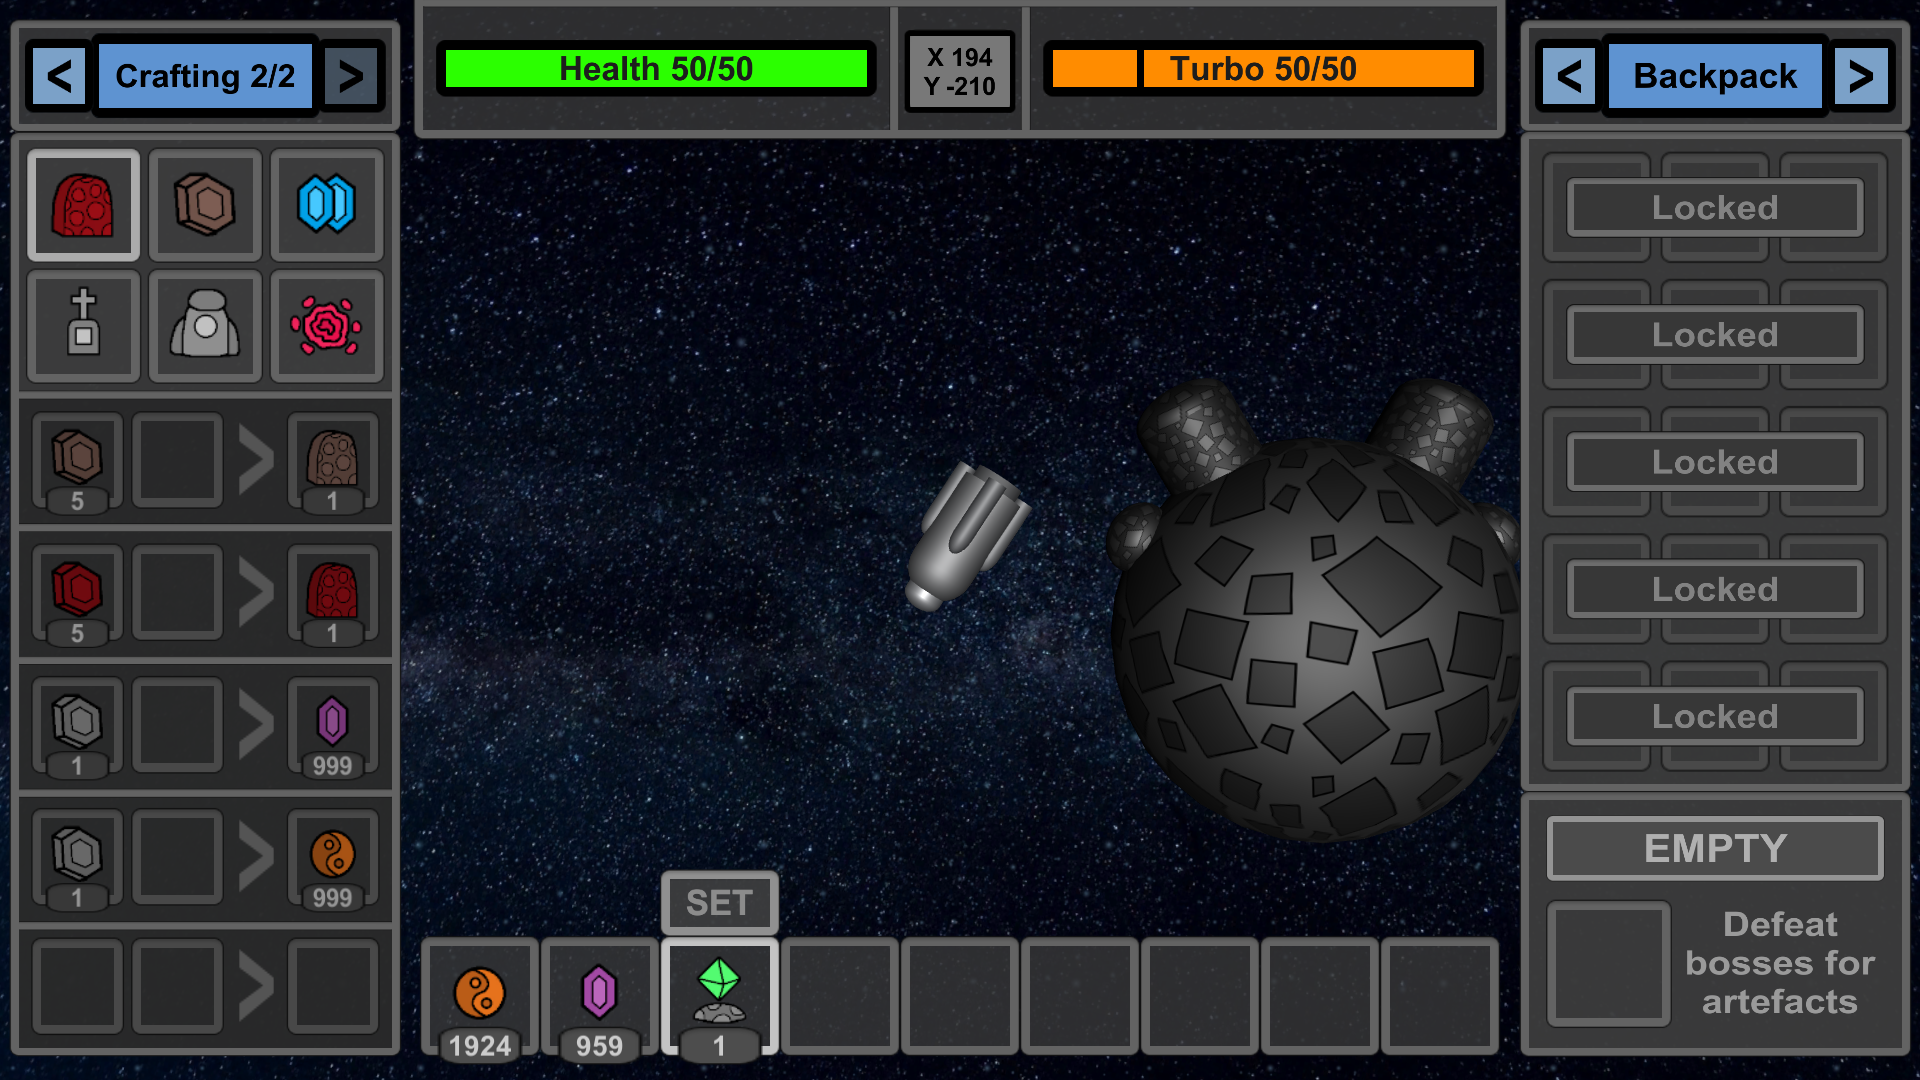 < Crafting 2/2 >
Health 50/50
X 194
Y -210
Turbo 50/50
< Backpack >
5
1
5
1
1
999
1
999
Locked
Locked
Locked
Locked
Locked
EMPTY
Defeat
bosses for
artefacts
SET
1924
959
1